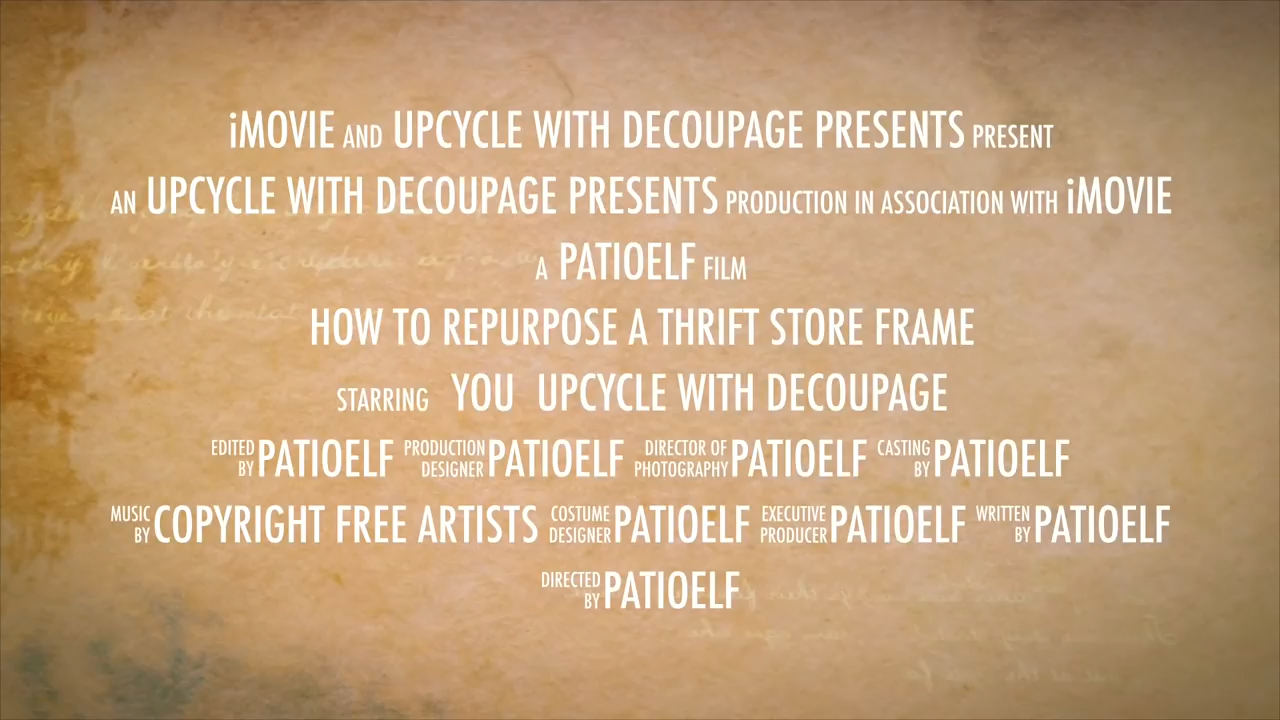 iMOVIE AND UPCYCLE WITH DECOUPAGE PRESENTS PRESENT
AN UPCYCLE WITH DECOUPAGE PRESENTS PRODUCTION IN ASSOCIATION WITH iMOVIE
A PATIOELF FILM
HOW TO REPURPOSE A THRIFT STORE FRAME
STARRING YOU UPCYCLE WITH DECOUPAGE
EDITED BY PATIOELF PRODUCTION DESIGNER PATIOELF DIRECTOR OF PHOTOGRAPHY PATIOELF CASTING BY PATIOELF
MUSIC BY COPYRIGHT FREE ARTISTS COSTUME DESIGNER PATIOELF EXECUTIVE PRODUCER PATIOELF WRITTEN BY PATIOELF
DIRECTED BY PATIOELF